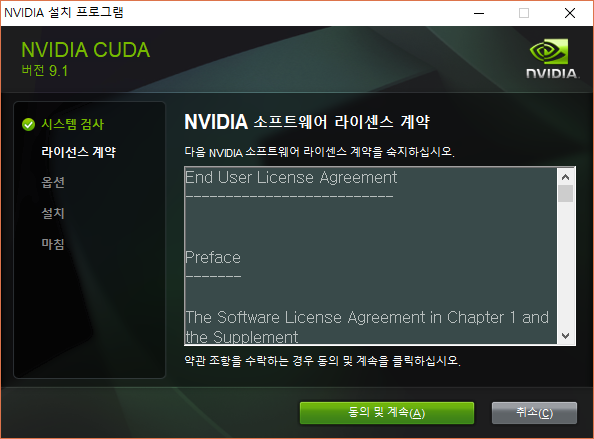 NVIDIA 설치 프로그램
NVIDIA CUDA
버전 9.1
NVIDIA.
시스템 검사
라이선스 계약
옵션
설치
마침
NVIDIA 소프트웨어 라이센스 계약
다음 NVIDIA 소프트웨어 라이센스 계약을 숙지하십시오.
End User License Agreement
--------------------------
Preface
-------
The Software License Agreement in Chapter 1 and
the Supplement
약관 조항을 수락하는 경우 동의 및 계속을 클릭하십시오.
동의 및 계속(A)
취소(C)